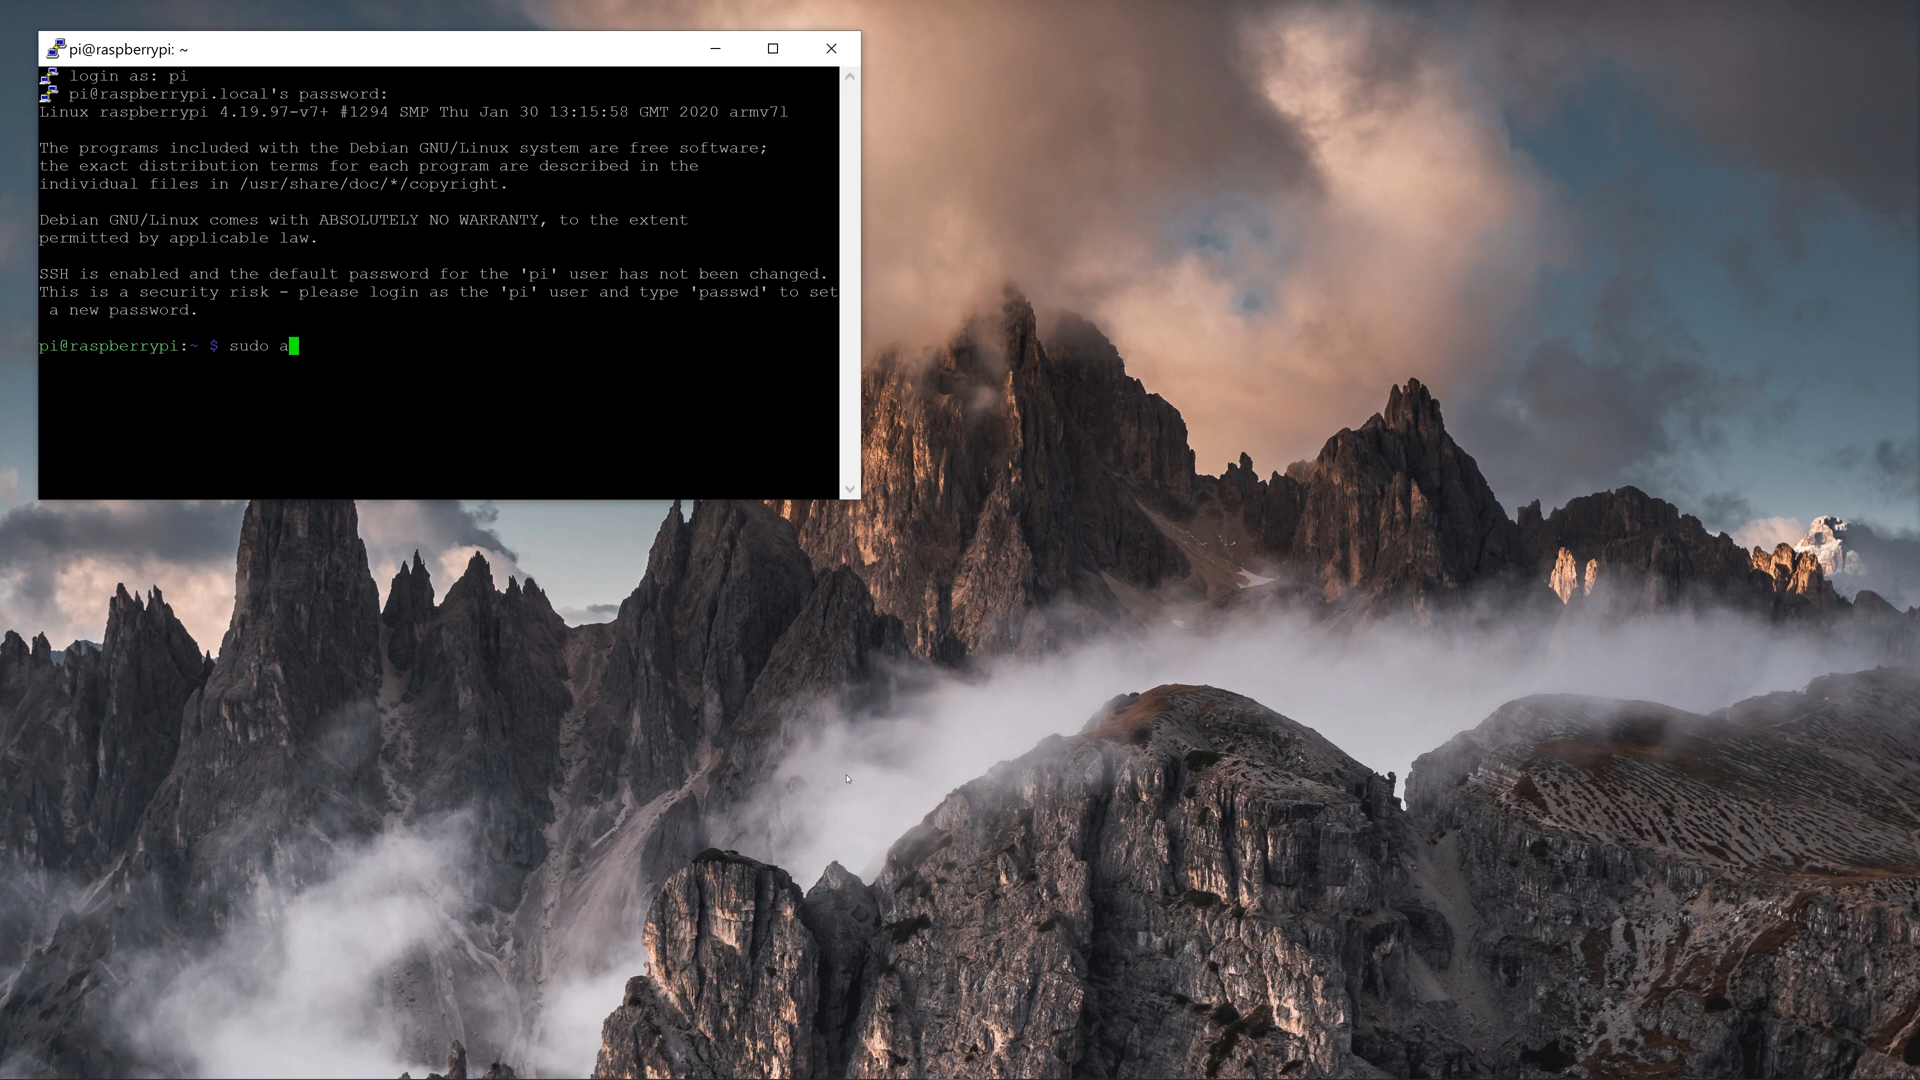 pi@raspberrypi: ~
login as: pi
pi@raspberrypi.local's password:
Linux raspberrypi 4.19.97-v7+ #1294 SMP Thu Jan 30 13:15:58 GMT 2020 armv7l
The programs included with the Debian GNU/Linux system are free software;
the exact distribution terms for each program are described in the
individual files in /usr/share/doc/*/copyright.
Debian GNU/Linux comes with ABSOLUTELY NO WARRANTY, to the extent
permitted by applicable law.
SSH is enabled and the default password for the 'pi' user has not been changed.
This is a security risk - please login as the 'pi' user and type 'passwd' to set
a new password.
pi@raspberrypi:~ $ sudo a